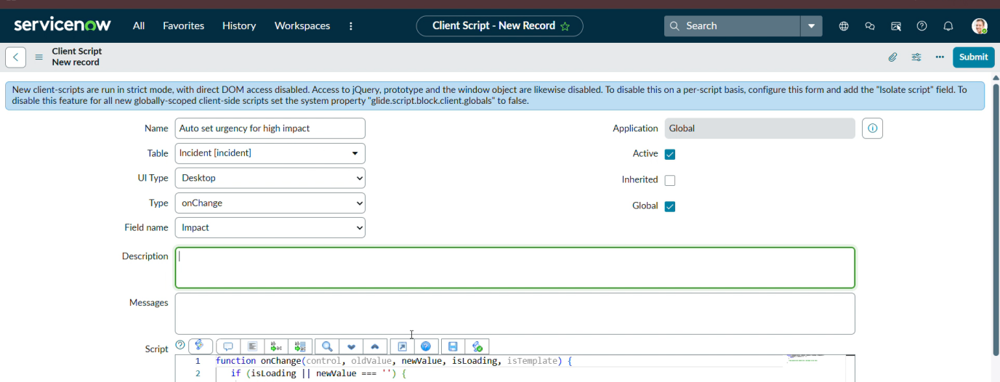 servicenow All Favorites History Workspaces Client Script - New Record Search
Client Script
New record
Submit
New client-scripts are run in strict mode, with direct DOM access disabled. Access to jQuery, prototype and the window object are likewise disabled. To disable this on a per-script basis, configure this form and add the "Isolate script" field. To
disable this feature for all new globally-scoped client-side scripts set the system property "glide.script.block.client.globals" to false.
Name Auto set urgency for high impact
Application Global
Table Incident [incident]
Active
UI Type Desktop
Inherited
Type onChange
Global
Field name Impact
Description
Messages
Script
1 function onChange(control, oldValue, newValue, isLoading, isTemplate) {
2 if (isLoading || newValue === '') {